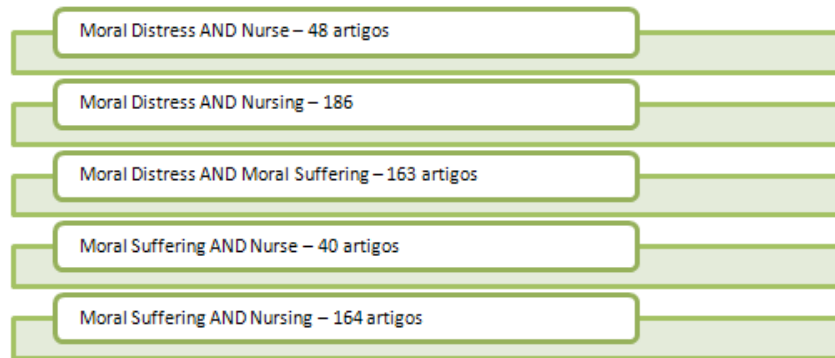 Moral Distress AND Nurse – 48 artigos
Moral Distress AND Nursing – 186
Moral Distress AND Moral Suffering – 163 artigos
Moral Suffering AND Nurse – 40 artigos
Moral Suffering AND Nursing – 164 artigos